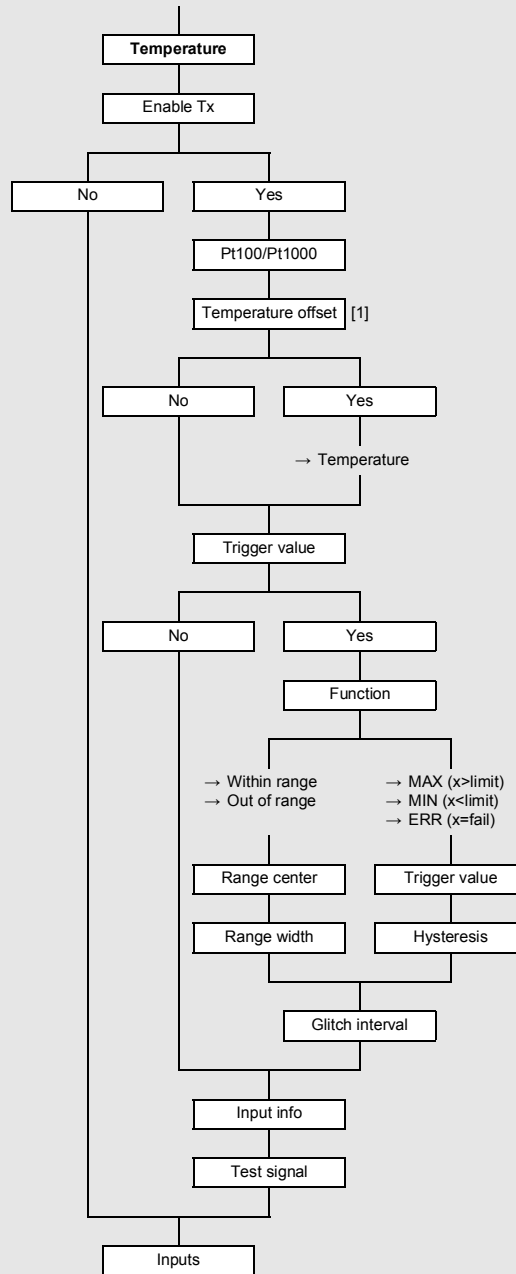 Temperature
Enable Tx
No
Yes
Pt100/Pt1000
Temperature offset [1]
No
Yes
→ Temperature
Trigger value
No
Yes
Function
→ Within range
→ Out of range
→ MAX (x>limit)
→ MIN (x<limit)
→ ERR (x=fail)
Range center
Trigger value
Range width
Hysteresis
Glitch interval
Input info
Test signal
Inputs